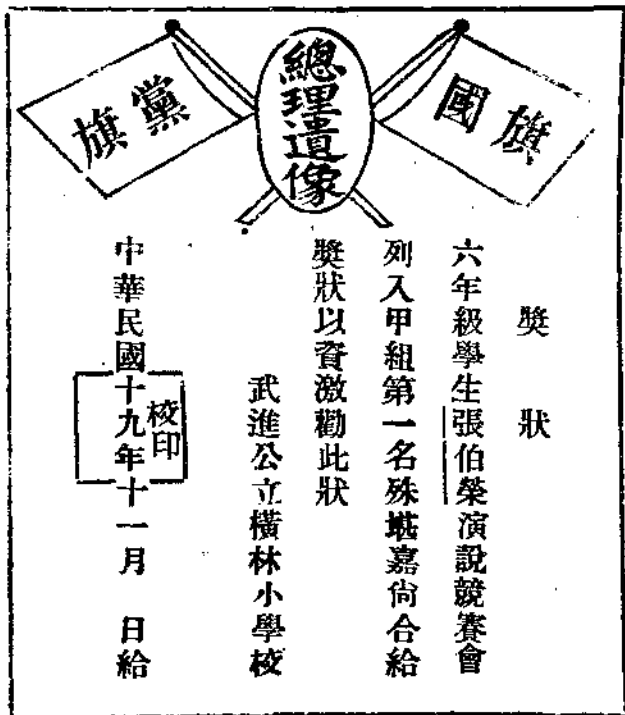 國旗
總理遺像
黨旗
獎狀
六年級學生張伯榮演說競賽會
列入甲組第一名殊堪嘉尙合給
獎狀以資激勸此狀
武進公立橫林小學校
中華民國十九年十一月　日給
校印